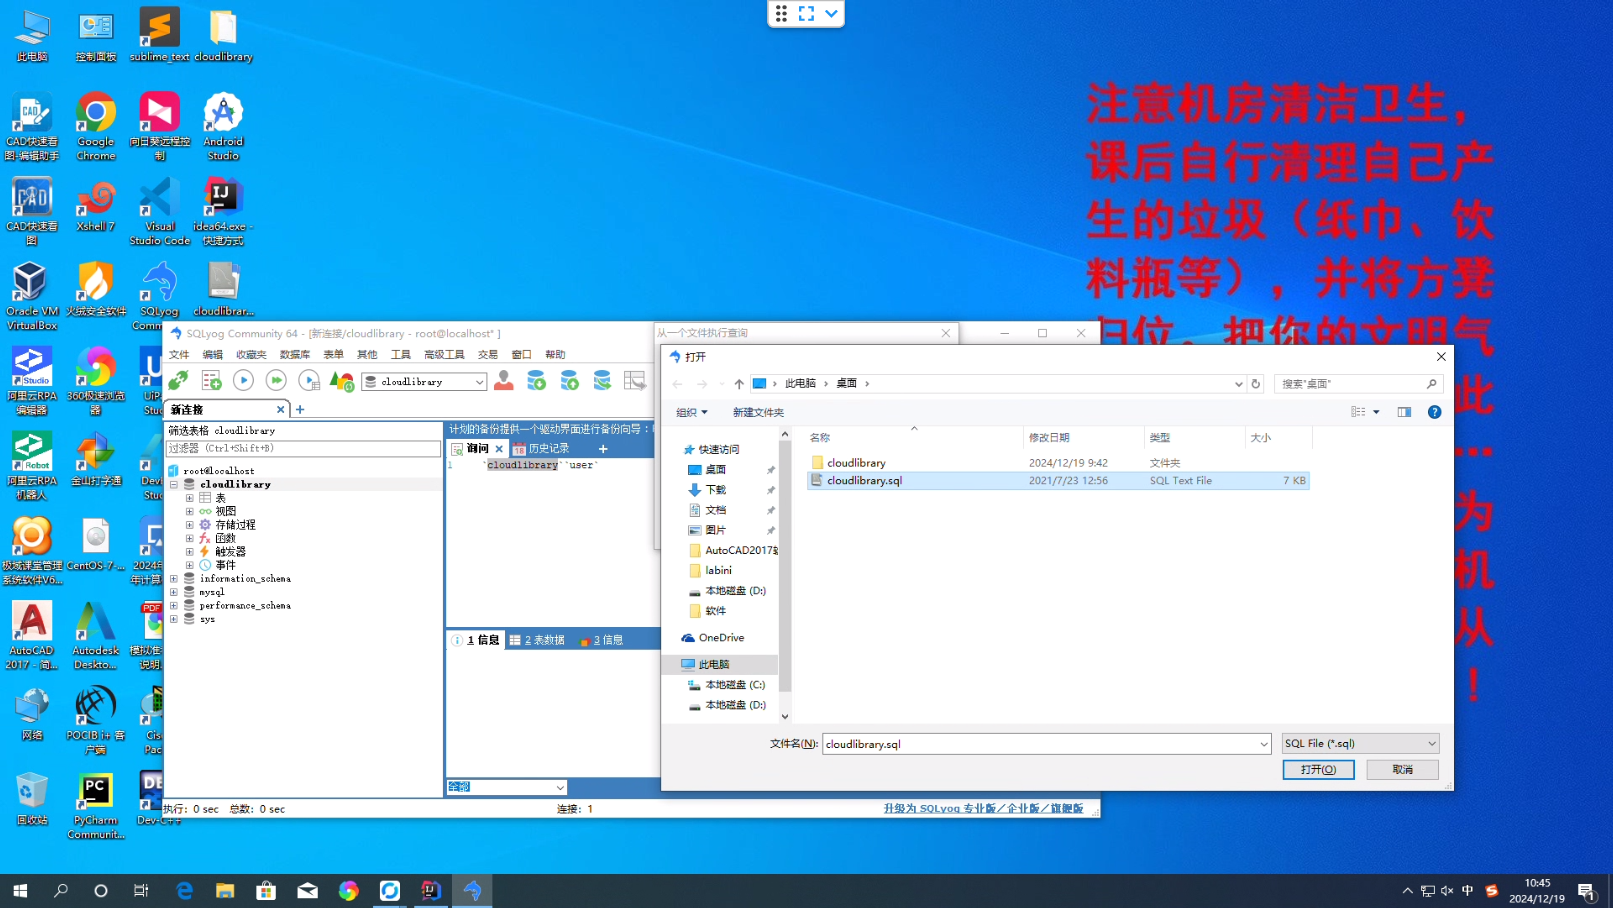 此电脑
控制面板
sublime_text
cloudlibrary
CAD快速看
图-编辑助手
Google
Chrome
向日葵远程控
制
Android
Studio
CAD快速看
图
Xshell 7
Visual
Studio Code
idea64.exe -
快捷方式
Oracle VM
VirtualBox
火绒安全软件
SQLyog
Comm
cloudlibrar...
阿里云RPA
编辑器
360极速浏览
器
UiP
Stu
阿里云RPA
机器人
金山打字通
Dev
Stu
极域课堂管理
系统软件V6...
CentOS-7-...
2024年
年计算
AutoCAD
2017 - 简...
Autodesk
Deskto...
模拟准
说明.
网络
POCIB i+ 客
户端
Cis
Pac
回收站
PyCharm
Communit...
Dev-C++
注意机房清洁卫生，
课后自行清理自己产
生的垃圾（纸巾、饮
料瓶等），并将方凳
归位。把你的文明气
此
...
为
机
从
！
SQLyog Community 64 - [新连接/cloudlibrary - root@localhost* ]
文件 编辑 收藏夹 数据库 表单 其他 工具 高级工具 交易 窗口 帮助
cloudlibrary
新连接
筛选表格 cloudlibrary
过滤器 (Ctrl+Shift+B)
root@localhost
cloudlibrary
表
视图
存储过程
函数
触发器
事件
information_schema
mysql
performance_schema
sys
计划的备份提供一个驱动界面进行备份向导：
询问 历史记录
1 `cloudlibrary``user`
1 信息 2 表数据 3 信息
全部
执行: 0 sec 总数: 0 sec 连接: 1 升级为 SQLyog 专业版/企业版/旗舰版
从一个文件执行查询
打开
此电脑 › 桌面 ›
搜索"桌面"
组织 新建文件夹
快速访问
桌面
下载
文档
图片
AutoCAD2017软
labini
本地磁盘 (D:)
软件
OneDrive
此电脑
本地磁盘 (C:)
本地磁盘 (D:)
名称 修改日期 类型 大小
cloudlibrary 2024/12/19 9:42 文件夹
cloudlibrary.sql 2021/7/23 12:56 SQL Text File 7 KB
文件名(N): cloudlibrary.sql SQL File (*.sql)
打开(O) 取消
中
10:45
2024/12/19
1